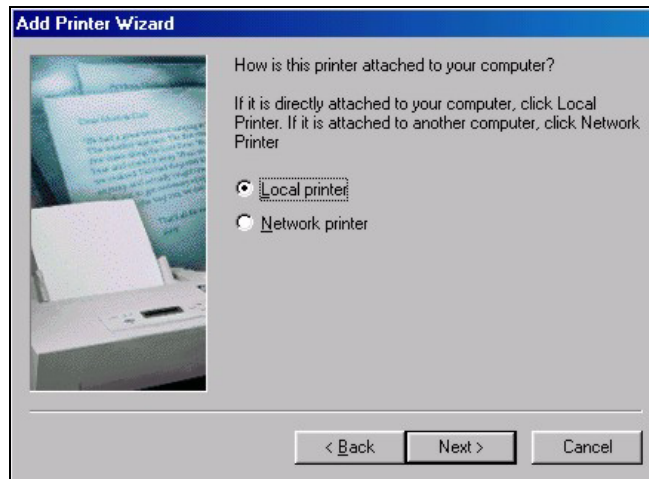 Add Printer Wizard
How is this printer attached to your computer?
If it is directly attached to your computer, click Local
Printer. If it is attached to another computer, click Network
Printer
Local printer
Network printer
< Back
Next >
Cancel